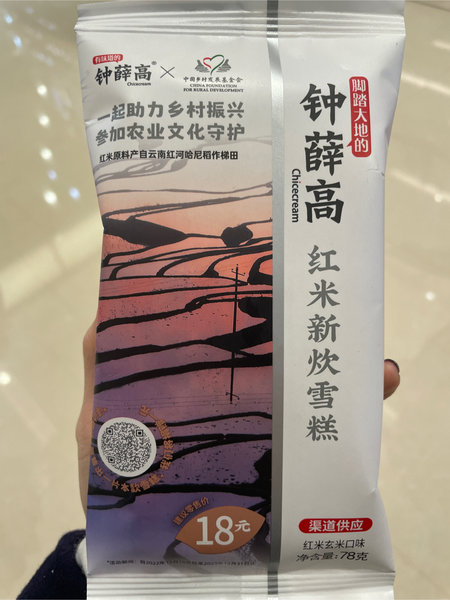 有味道的
钟薛高®
Chicecream
×
中国乡村发展基金会
CHINA FOUNDATION
FOR RURAL DEVELOPMENT
一起助力乡村振兴
参加农业文化守护
红米原料产自云南红河哈尼稻作梯田
脚踏大地的
钟薛高
Chicecream
红米新炊雪糕
建议零售价
18元
渠道供应
红米玄米口味
净含量:78克